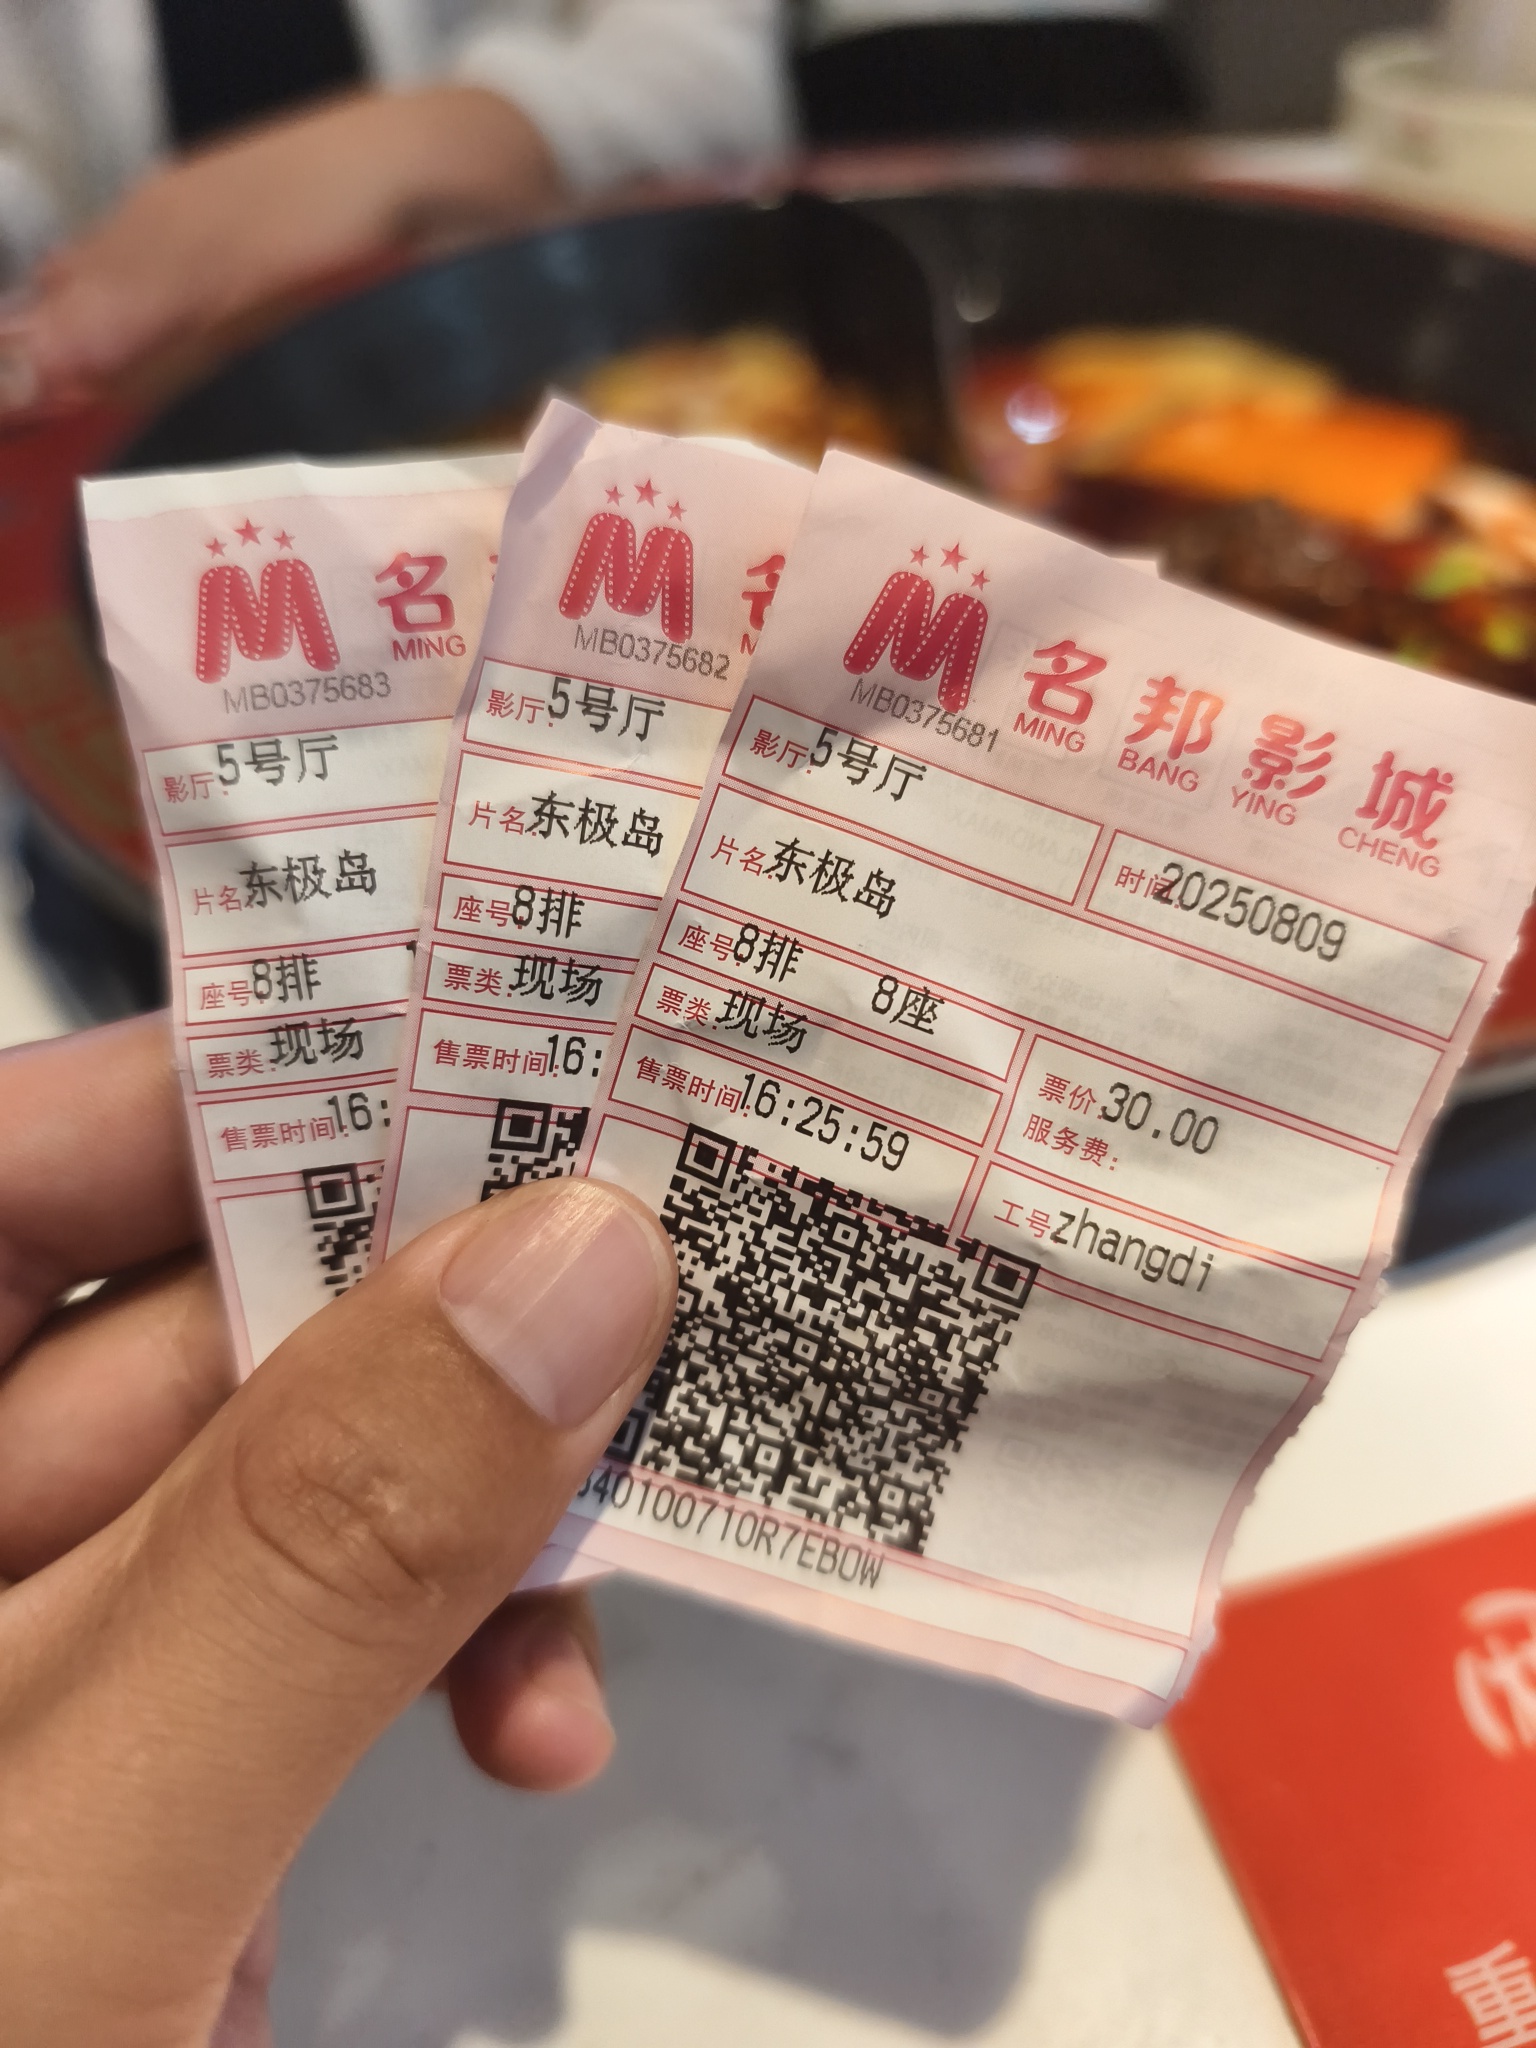 名
MING
MB0375683
影厅:5号厅
片名 东极岛
座号 8排
票类:现场
售票时间:16:
MB0375682
影厅:5号厅
片名:东极岛
座号 8排
票类:现场
售票时间:16:
名邦影城
MING BANG YING CHENG
MB0375681
影厅:5号厅
时间 20250809
片名:东极岛
座号:8排 8座
票类:现场
票价:30.00
服务费:
售票时间:16:25:59
工号 zhangdi
40100710R7EBOW